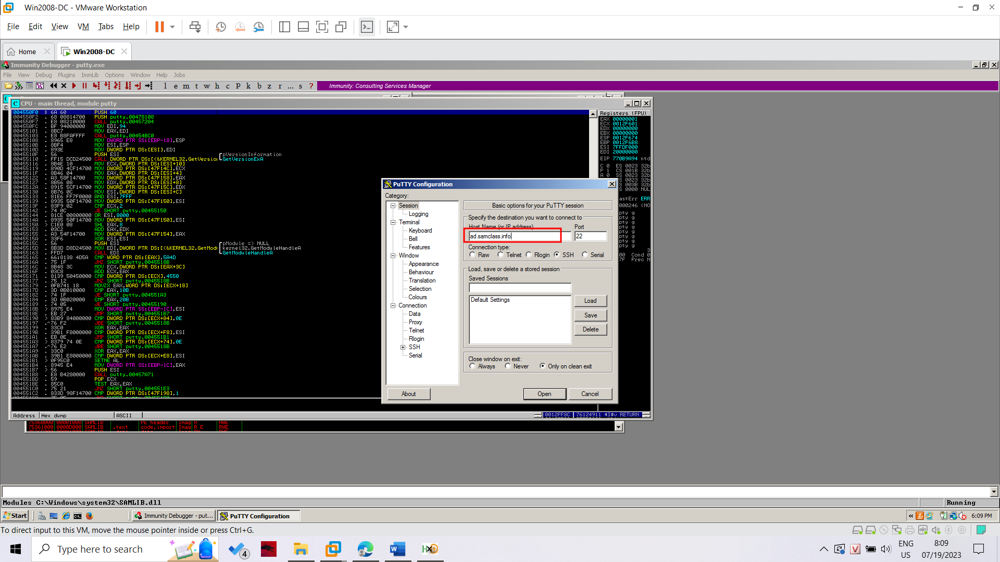 Win2008-DC - VMware Workstation
File Edit View VM Tabs Help
Home
Win2008-DC
Immunity Debugger - putty.exe
File View Debug Plugins ImmLib Options Window Help Jobs
l e m t w h c P k b z r ... s ?
Immunity: Consulting Services Manager
CPU - main thread, module putty
004550F0 $ 6A 60 PUSH 60
004550F2 . 68 08814700 PUSH putty.00478108
004550F7 . E8 08210000 CALL putty.00457204
004550FC . BF 94000000 MOV EDI,94
00455101 . 8BC7 MOV EAX,EDI
00455103 . E8 B8FAFFFF CALL putty.00454BC0
00455108 . 8965 E8 MOV DWORD PTR SS:[EBP-18],ESP
0045510B . 8BF4 MOV ESI,ESP
0045510D . 893E MOV DWORD PTR DS:[ESI],EDI
0045510F . 56 PUSH ESI pVersionInformation
00455110 . FF15 DCD24500 CALL DWORD PTR DS:[<&KERNEL32.GetVersion GetVersionExA
00455116 . 8B4E 10 MOV ECX,DWORD PTR DS:[ESI+10]
00455119 . 890D 4CF14700 MOV DWORD PTR DS:[47F14C],ECX
0045511F . 8B46 04 MOV EAX,DWORD PTR DS:[ESI+4]
00455122 . A3 58F14700 MOV DWORD PTR DS:[47F158],EAX
00455127 . 8B56 08 MOV EDX,DWORD PTR DS:[ESI+8]
0045512A . 8915 5CF14700 MOV DWORD PTR DS:[47F15C],EDX
00455130 . 8B76 0C MOV ESI,DWORD PTR DS:[ESI+C]
00455133 . 81E6 FF7F0000 AND ESI,7FFF
00455139 . 8935 50F14700 MOV DWORD PTR DS:[47F150],ESI
0045513F . 83F9 02 CMP ECX,2
00455142 . 74 0C JE SHORT putty.00455150
00455144 . 81CE 00800000 OR ESI,8000
0045514A . 8935 50F14700 MOV DWORD PTR DS:[47F150],ESI
00455150 > C1E0 08 SHL EAX,8
00455153 . 03C2 ADD EAX,EDX
00455155 . A3 54F14700 MOV DWORD PTR DS:[47F154],EAX
0045515A . 33F6 XOR ESI,ESI
0045515C . 56 PUSH ESI pModule => NULL
0045515D . 8B3D D8D24500 MOV EDI,DWORD PTR DS:[<&KERNEL32.GetModu kernel32.GetModuleHandleA
00455163 . FFD7 CALL EDI GetModuleHandleA
00455165 . 66:8138 4D5A CMP WORD PTR DS:[EAX],5A4D
0045516A . 75 1F JNZ SHORT putty.0045518B
0045516C . 8B48 3C MOV ECX,DWORD PTR DS:[EAX+3C]
0045516F . 03C8 ADD ECX,EAX
00455171 . 8139 50450000 CMP DWORD PTR DS:[ECX],4550
00455177 . 75 12 JNZ SHORT putty.0045518B
00455179 . 0FB741 18 MOVZX EAX,WORD PTR DS:[ECX+18]
0045517D . 3D 0B010000 CMP EAX,10B
00455182 . 74 1F JE SHORT putty.004551A3
00455184 . 3D 0B020000 CMP EAX,20B
00455189 . 74 05 JE SHORT putty.00455190
0045518B > 8975 E4 MOV DWORD PTR SS:[EBP-1C],ESI
0045518E . EB 27 JMP SHORT putty.004551B7
00455190 > 83B9 84000000 CMP DWORD PTR DS:[ECX+84],0E
00455197 .^76 F2 JBE SHORT putty.0045518B
00455199 . 33C0 XOR EAX,EAX
0045519B . 39B1 F8000000 CMP DWORD PTR DS:[ECX+F8],ESI
004551A1 . EB 0E JMP SHORT putty.004551B1
004551A3 > 8379 74 0E CMP DWORD PTR DS:[ECX+74],0E
004551A7 .^76 E2 JBE SHORT putty.0045518B
004551A9 . 33C0 XOR EAX,EAX
004551AB . 39B1 E8000000 CMP DWORD PTR DS:[ECX+E8],ESI
004551B1 > 0F95C0 SETNE AL
004551B4 . 8945 E4 MOV DWORD PTR SS:[EBP-1C],EAX
004551B7 > 56 PUSH ESI
004551B8 . E8 B4280000 CALL putty.00457A71
004551BD . 59 POP ECX
004551BE . 85C0 TEST EAX,EAX
004551C0 . 75 21 JNZ SHORT putty.004551E3
004551C2 . 833D 98F14700 CMP DWORD PTR DS:[47F198],1
Registers (FPU)
EAX 00000001
ECX 0012F601
EDX 00000000
EBX 00000000
ESP 0012F674
EBP 0012F6B8
ESI 7FFDF000
EDI 20000000
EIP 770B9A94 ntd
C 0 ES 0023 32b
P 1 CS 001B 32b
A 0 SS 0023 32b
S 0023 32b
S 003B 32b
S 0000 NUL
astErr ERR
000246 (NO
pty g
pty g
pty g
pty g
pty g
pty g
pty g
pty g
3
00 Cond 0
7F Prec N
PuTTY Configuration
Category:
Session
Logging
Terminal
Keyboard
Bell
Features
Window
Appearance
Behaviour
Translation
Selection
Colours
Connection
Data
Proxy
Telnet
Rlogin
SSH
Serial
Basic options for your PuTTY session
Specify the destination you want to connect to
Host Name (or IP address) Port
ad.samclass.info 22
Connection type:
Raw Telnet Rlogin SSH Serial
Load, save or delete a stored session
Saved Sessions
Default Settings
Load
Save
Delete
Close window on exit:
Always Never Only on clean exit
About Open Cancel
Address Hex dump ASCII
0012FF8C 76124911 RETURN
75360000 00001000 SAMLIB PE header Imag R RWE
75361000 0000D000 SAMLIB .text code,import Imag R E RWE
Modules C:\Windows\system32\SAMLIB.dll Running
Start
Immunity Debugger - put...
PuTTY Configuration
« 6:09 PM
To direct input to this VM, move the mouse pointer inside or press Ctrl+G.
Type here to search
4
ENG
US
8:09
07/19/2023